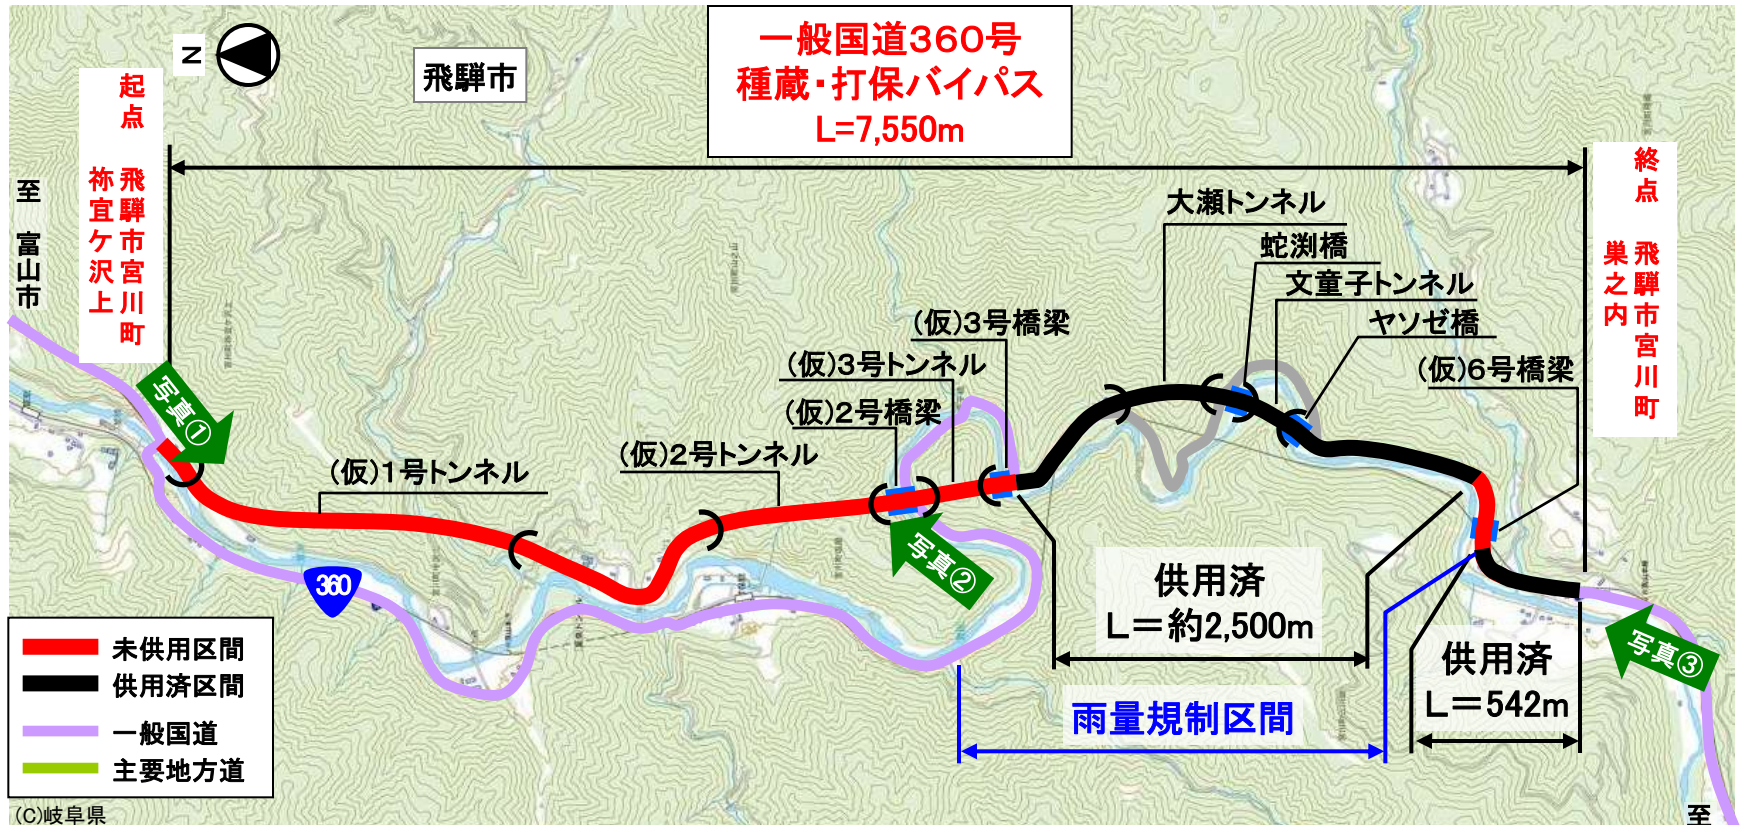 一般国道360号
種蔵・打保バイパス
L=7,550m
N
飛騨市
起点 飛騨市宮川町
祢宜ケ沢上
至 富山市
終点 飛騨市宮川町
巣之内
大瀬トンネル
蛇渕橋
文童子トンネル
ヤソゼ橋
(仮)6号橋梁
(仮)3号橋梁
(仮)3号トンネル
(仮)2号橋梁
(仮)2号トンネル
(仮)1号トンネル
写真①
写真②
写真③
360
供用済
L=約2,500m
供用済
L=542m
雨量規制区間
未供用区間
供用済区間
一般国道
主要地方道
(C)岐阜県
至